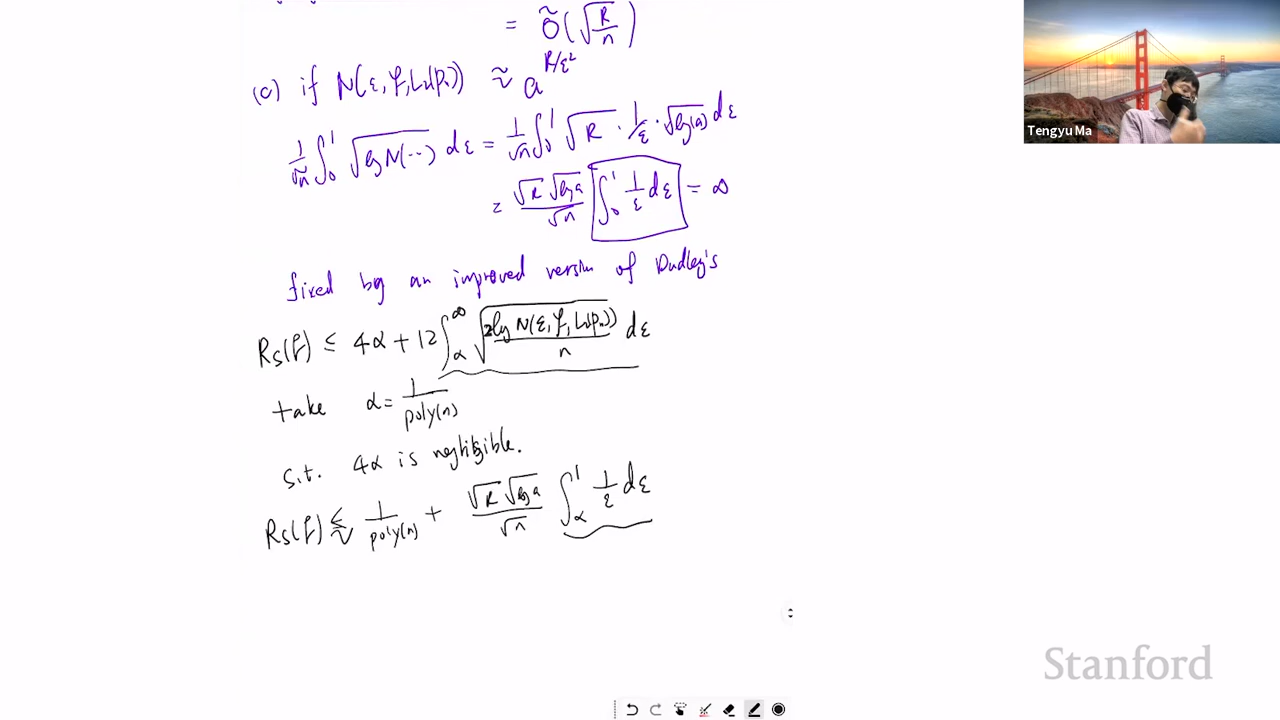 = Õ(√(R/n))
(c) if N(ε, F, L₂(Pₙ)) ≈ a^(R/ε²)
1/√n ∫₀¹ √(log N(···)) dε = 1/√n ∫₀¹ √R · 1/ε · √(log(a)) dε
= √R √(log a)/√n ∫₀¹ 1/ε dε = ∞
fixed by an improved version of Dudley's
Rs(F) ≤ 4α + 12 ∫_α^∞ √(2 log N(ε, F, L₂(Pₙ))/n) dε
take α = 1/poly(n)
s.t. 4α is negligible.
Rs(F) ≲ 1/poly(n) + √R √(log a)/√n ∫_α^1 1/ε dε
Tengyu Ma
Stanford